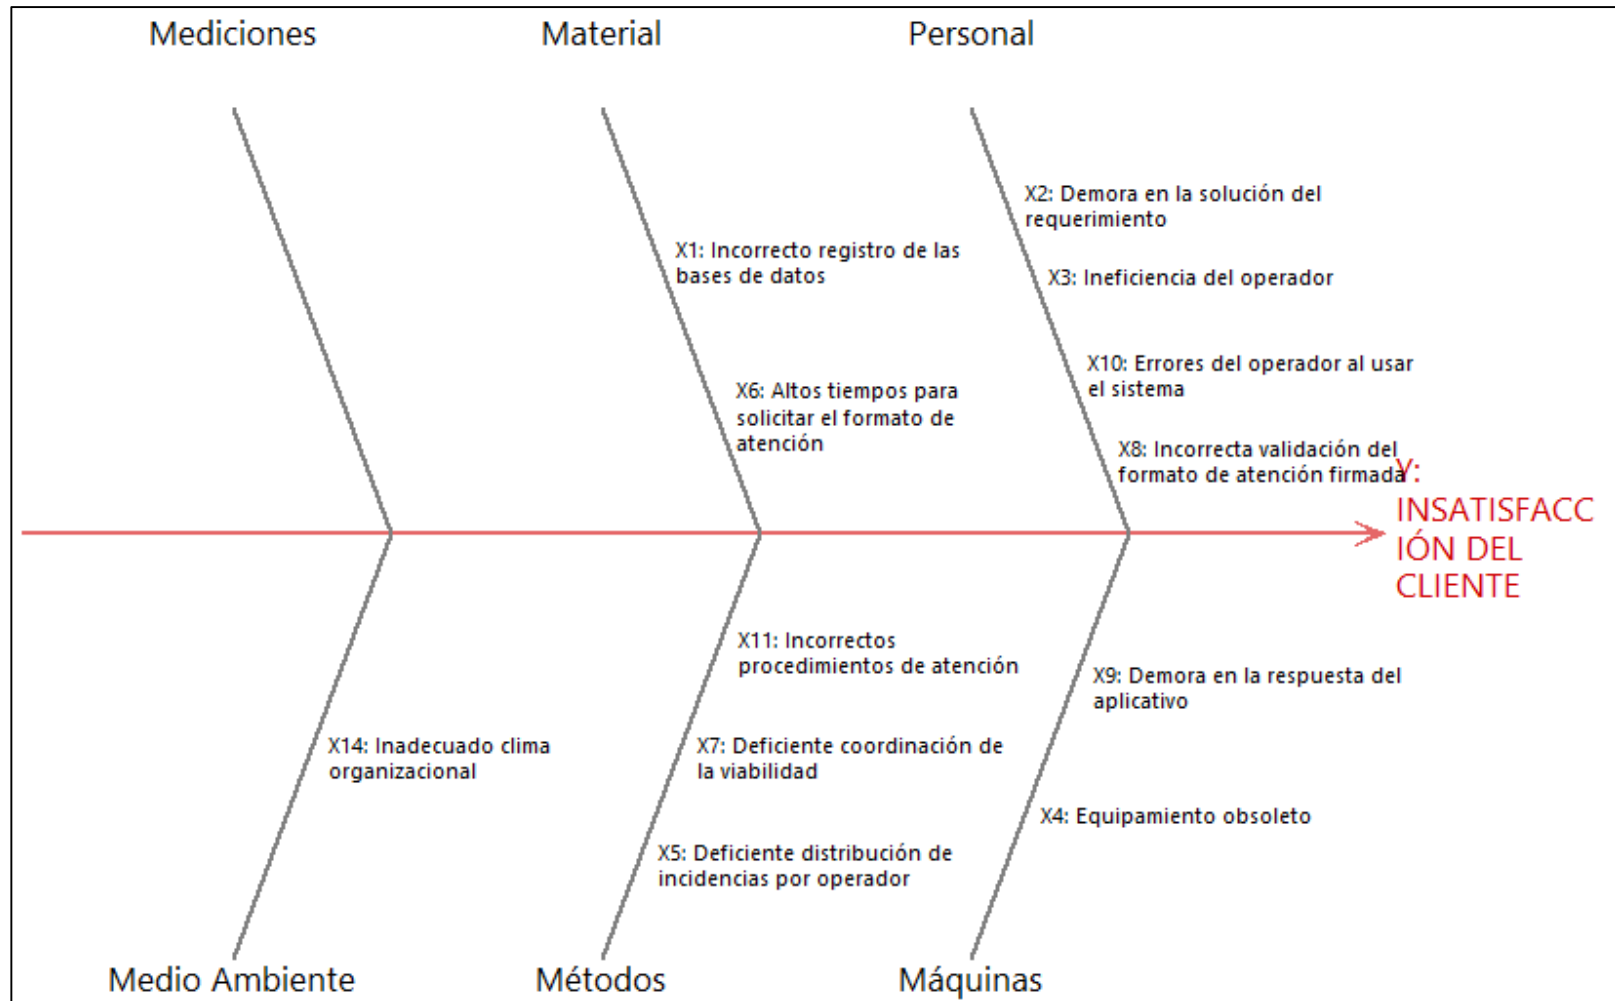 Mediciones
Material
Personal
X2: Demora en la solución del
requerimiento
X1: Incorrecto registro de las
bases de datos
X3: Ineficiencia del operador
X10: Errores del operador al usar
el sistema
X6: Altos tiempos para
solicitar el formato de
atención
X8: Incorrecta validación del
formato de atención firmada
Y:
INSATISFACC
IÓN DEL
CLIENTE
X11: Incorrectos
procedimientos de atención
X9: Demora en la respuesta del
aplicativo
X14: Inadecuado clima
organizacional
X7: Deficiente coordinación de
la viabilidad
X4: Equipamiento obsoleto
X5: Deficiente distribución de
incidencias por operador
Medio Ambiente
Métodos
Máquinas